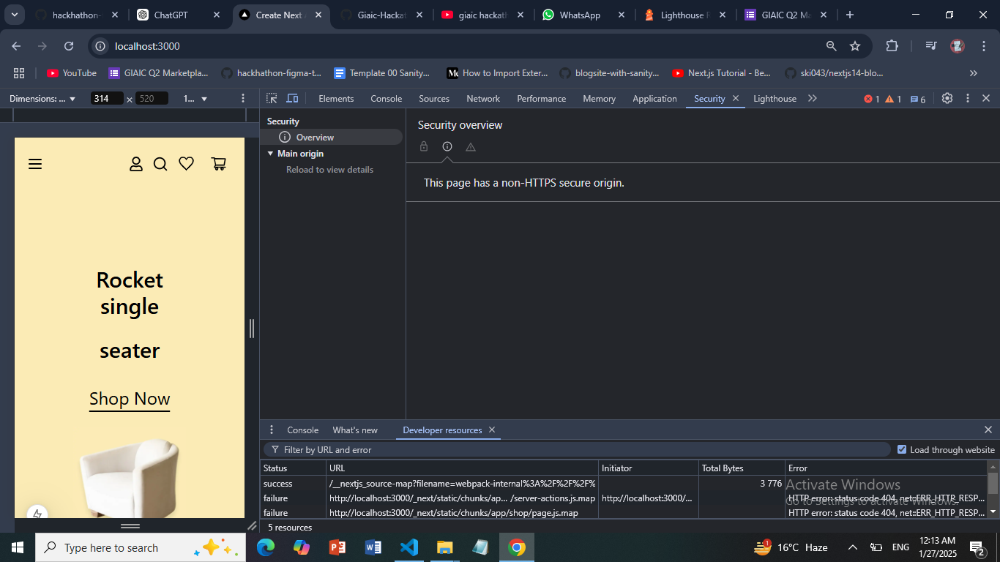 hackhathon-
ChatGPT
Create Next A
Giaic-Hackat
giaic hackath
WhatsApp
Lighthouse R
GIAIC Q2 Ma
localhost:3000
YouTube
GIAIC Q2 Marketpla...
hackhathon-figma-t...
Template 00 Sanity...
How to Import Exter...
blogsite-with-sanity...
Next.js Tutorial - Be...
ski043/nextjs14-blo...
Dimensions: ...
314 × 520
1...
Elements
Console
Sources
Network
Performance
Memory
Application
Security
Lighthouse
1
1
6
Rocket
single
seater
Shop Now
Security
Overview
Main origin
Reload to view details
Security overview
This page has a non-HTTPS secure origin.
Console
What's new
Developer resources
Filter by URL and error
Load through website
Status URL Initiator Total Bytes Error
success /__nextjs_source-map?filename=webpack-internal%3A%2F%2F%2F% 3 776
failure http://localhost:3000/_next/static/chunks/ap... /server-actions.js.map http://localhost:3000/... HTTP error: status code 404, net::ERR_HTTP_RESP...
failure http://localhost:3000/_next/static/chunks/app/shop/page.js.map HTTP error: status code 404, net::ERR_HTTP_RESP...
5 resources
Activate Windows
Go to Settings to activate Windows.
Type here to search
1
16°C Haze
ENG
12:13 AM
1/27/2025
2